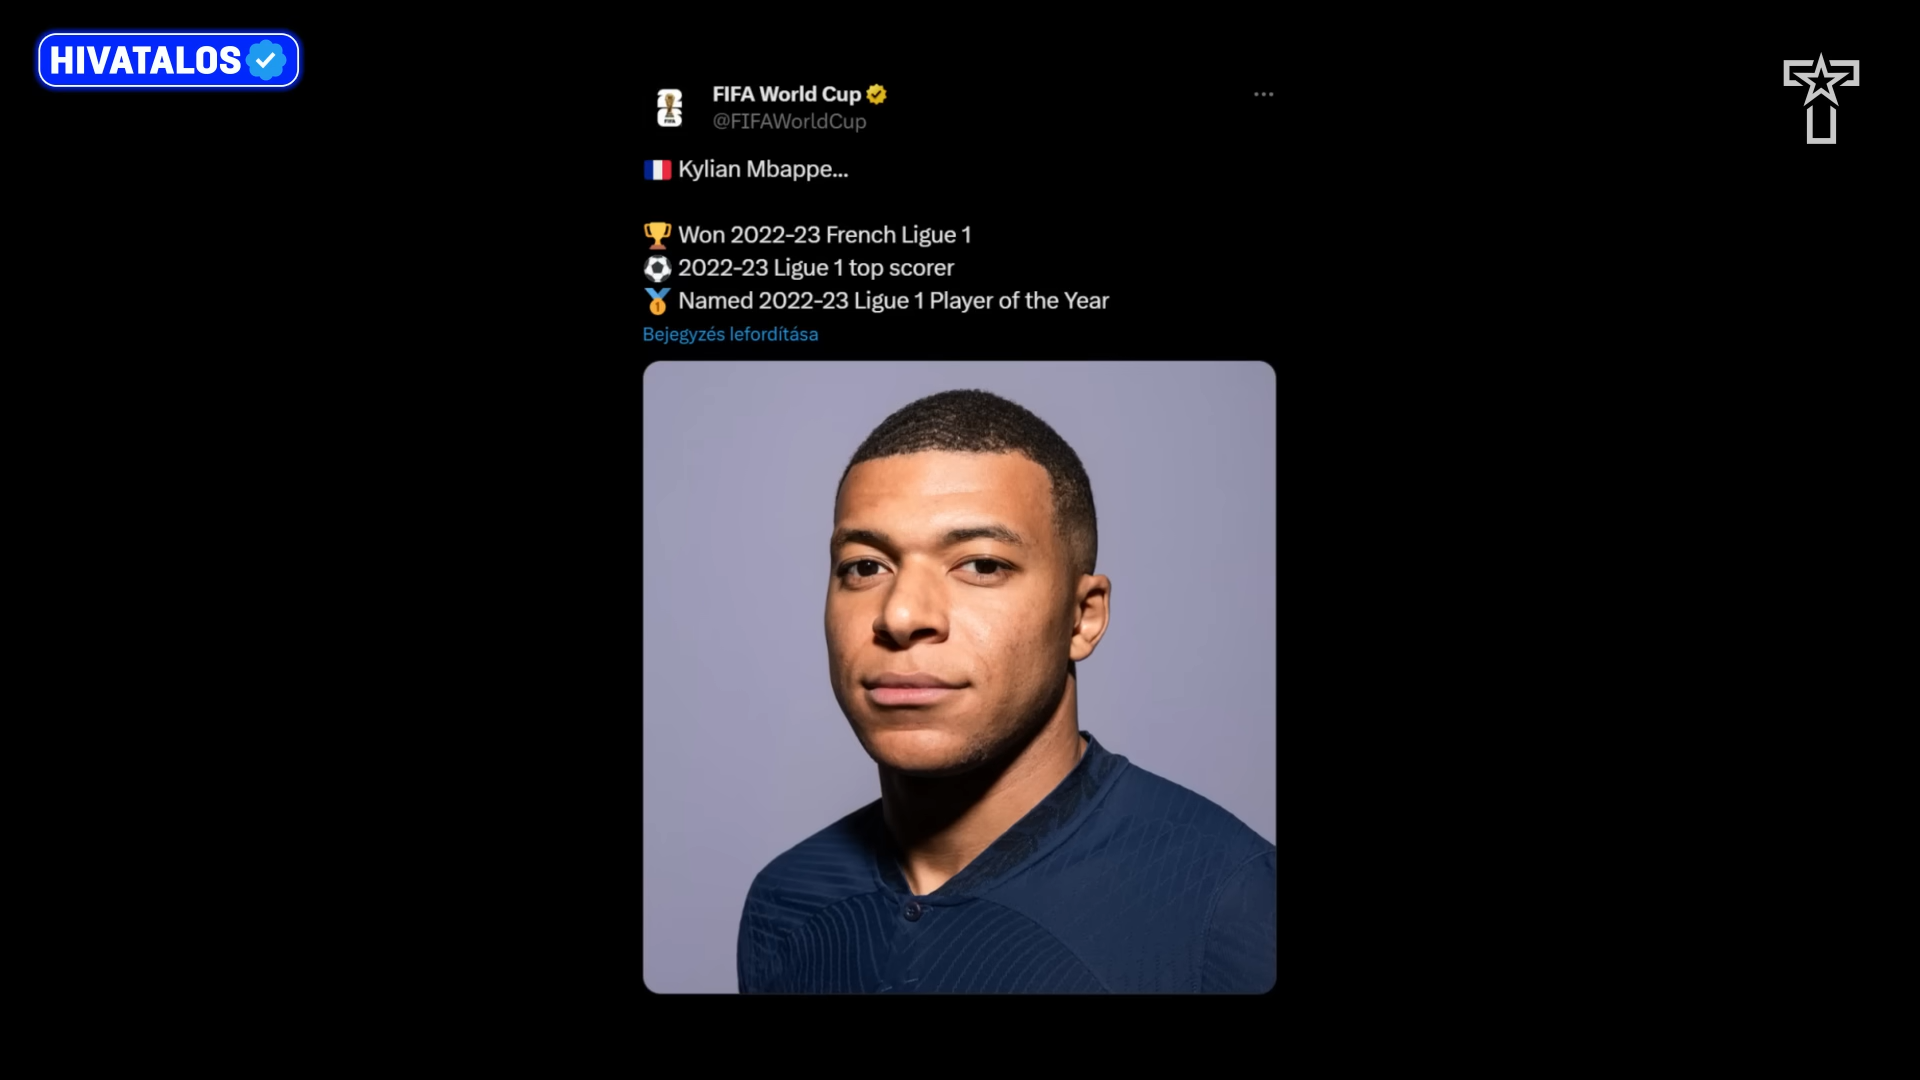 HIVATALOS
FIFA World Cup
@FIFAWorldCup
🇫🇷 Kylian Mbappe...
🏆 Won 2022-23 French Ligue 1
⚽ 2022-23 Ligue 1 top scorer
🥇 Named 2022-23 Ligue 1 Player of the Year
Bejegyzés lefordítása